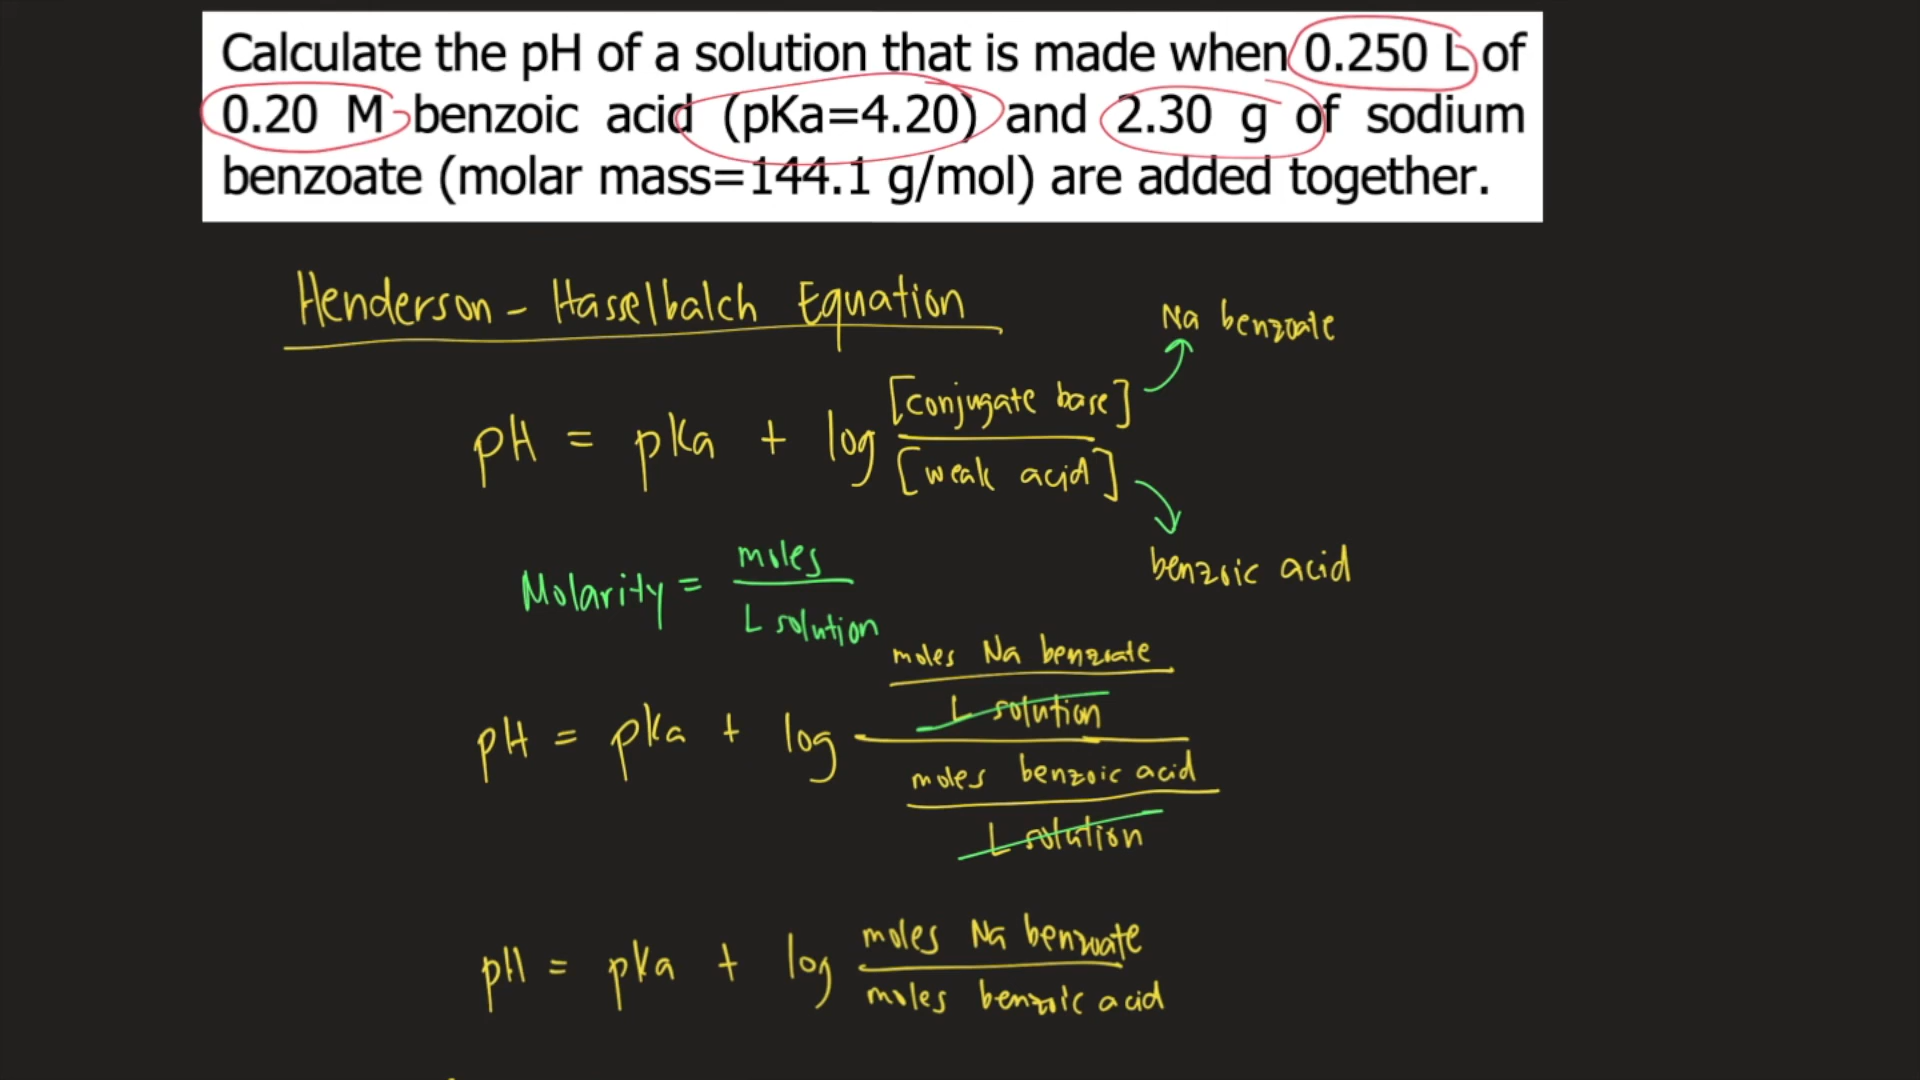 Calculate the pH of a solution that is made when 0.250 L of
0.20 M benzoic acid (pKa=4.20) and 2.30 g of sodium
benzoate (molar mass=144.1 g/mol) are added together.
Henderson - Hasselbalch Equation
Na benzoate
pH = pKa + log [conjugate base]
[weak acid]
benzoic acid
Molarity = moles
L solution
moles Na benzoate
L solution
pH = pKa + log
moles benzoic acid
L solution
pH = pKa + log moles Na benzoate
moles benzoic acid